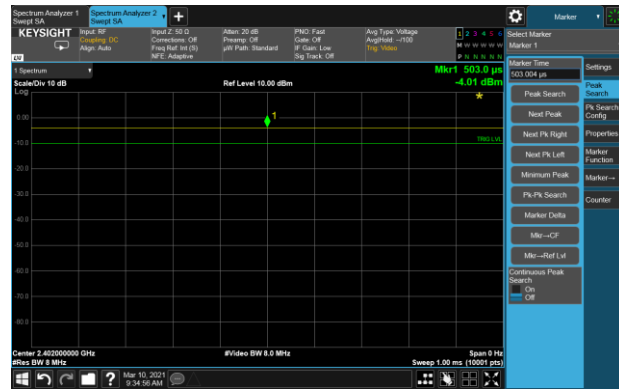 Spectrum Analyzer 1
Swept SA
Spectrum Analyzer 2
Swept SA
+
Marker
KEYSIGHT
Input: RF
Coupling: DC
Align: Auto
Input Z: 50 Ω
Corrections: Off
Freq Ref: Int (S)
NFE: Adaptive
Atten: 20 dB
Preamp: Off
µW Path: Standard
PNO: Fast
Gate: Off
IF Gain: Low
Sig Track: Off
Avg Type: Voltage
Avg|Hold: --/100
Trig: Video
1 2 3 4 5 6
M W W W W W
P N N N N N
Select Marker
Marker 1
LXI
1 Spectrum
Scale/Div 10 dB
Log
Ref Level 10.00 dBm
Mkr1 503.0 µs
-4.01 dBm
1
TRIG LVL
0.00
-10.0
-20.0
-30.0
-40.0
-50.0
-60.0
-70.0
-80.0
Center 2.402000000 GHz
#Res BW 8 MHz
#Video BW 8.0 MHz
Span 0 Hz
Sweep 1.00 ms (10001 pts)
Marker Time
503.004 µs
Peak Search
Next Peak
Next Pk Right
Next Pk Left
Minimum Peak
Pk-Pk Search
Marker Delta
Mkr→CF
Mkr→Ref Lvl
Continuous Peak
Search
On
Off
Settings
Peak
Search
Pk Search
Config
Properties
Marker
Function
Marker→
Counter
?
Mar 10, 2021
9:34:56 AM